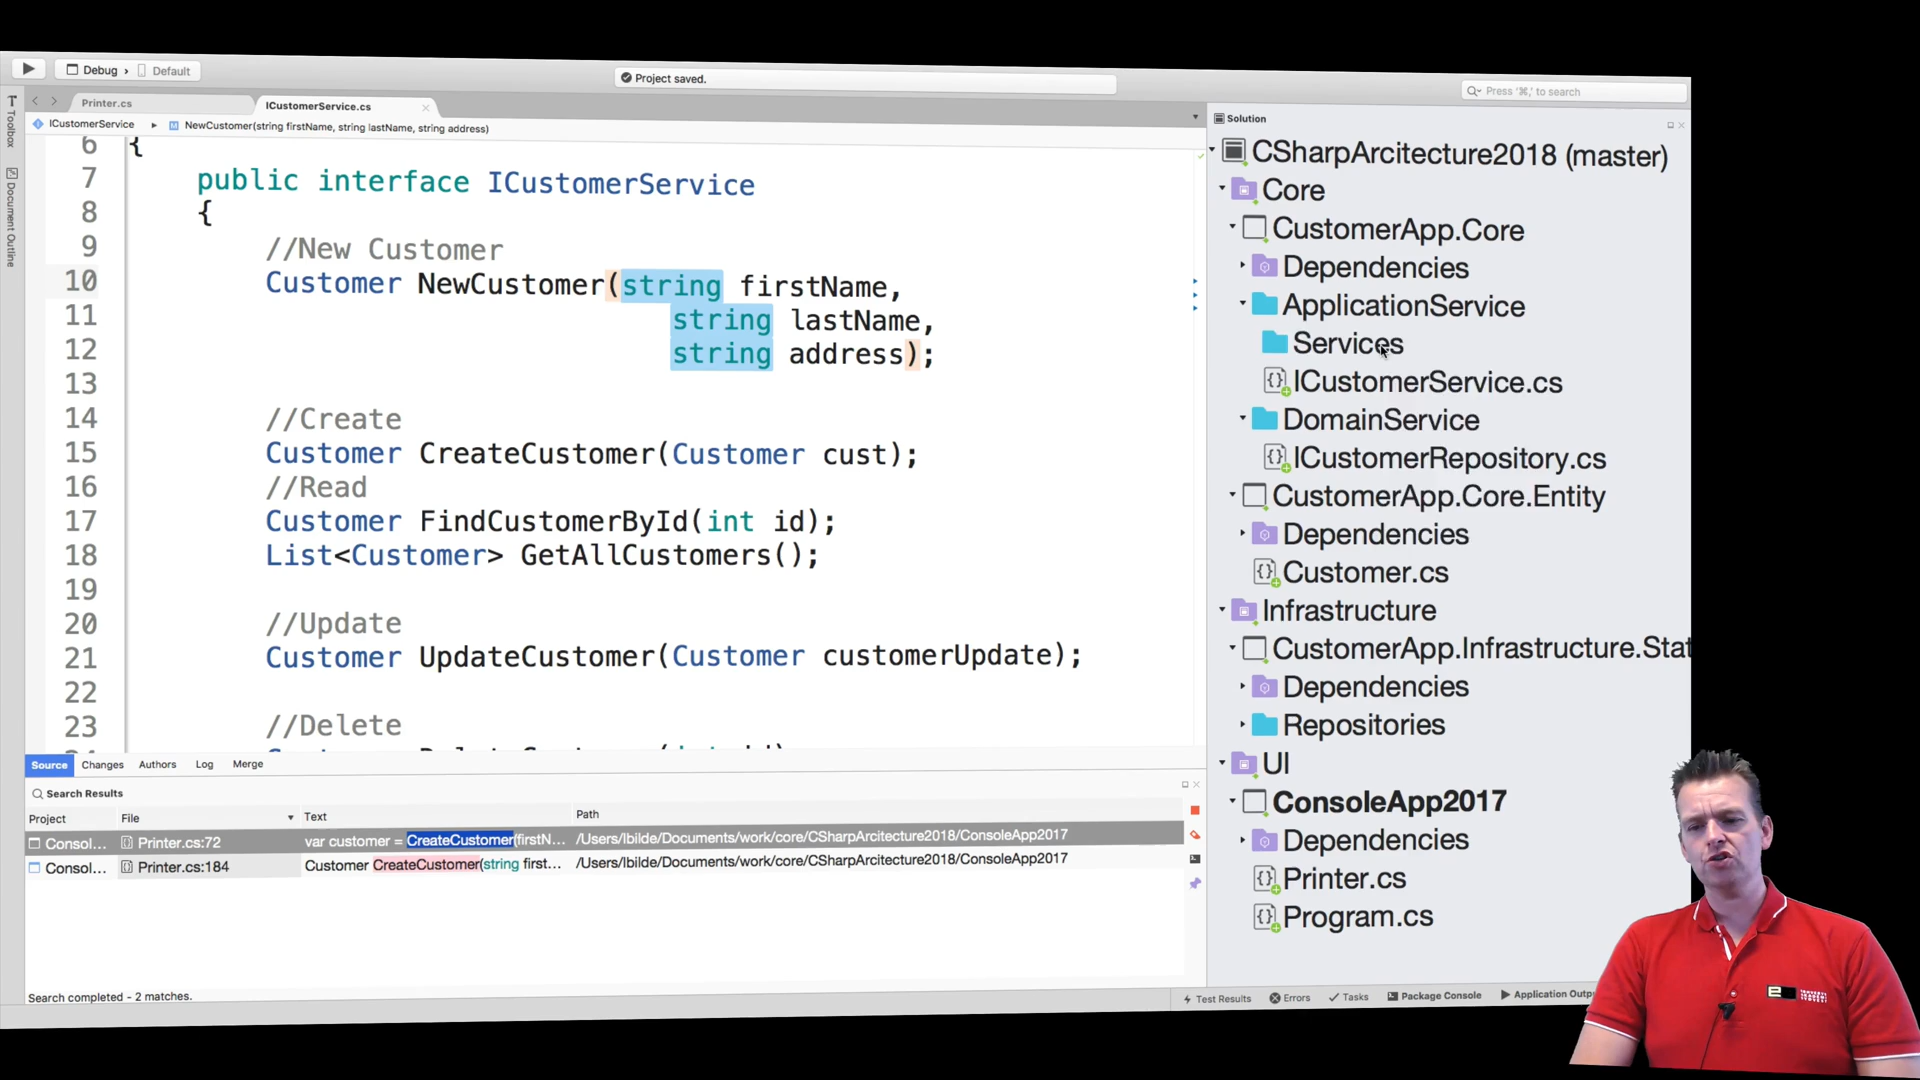 Debug › Default
Project saved.
Press '⌘,' to search
Toolbox
Document Outline
Printer.cs
ICustomerService.cs
ICustomerService
NewCustomer(string firstName, string lastName, string address)
6 {
7 public interface ICustomerService
8 {
9 //New Customer
10 Customer NewCustomer(string firstName,
11 string lastName,
12 string address);
13
14 //Create
15 Customer CreateCustomer(Customer cust);
16 //Read
17 Customer FindCustomerById(int id);
18 List<Customer> GetAllCustomers();
19
20 //Update
21 Customer UpdateCustomer(Customer customerUpdate);
22
23 //Delete
Source Changes Authors Log Merge
Search Results
Project File Text Path
Consol... Printer.cs:72 var customer = CreateCustomer(firstN... /Users/lbilde/Documents/work/core/CSharpArcitecture2018/ConsoleApp2017
Consol... Printer.cs:184 Customer CreateCustomer(string first... /Users/lbilde/Documents/work/core/CSharpArcitecture2018/ConsoleApp2017
Search completed - 2 matches.
Solution
CSharpArcitecture2018 (master)
Core
CustomerApp.Core
Dependencies
ApplicationService
Services
ICustomerService.cs
DomainService
ICustomerRepository.cs
CustomerApp.Core.Entity
Dependencies
Customer.cs
Infrastructure
CustomerApp.Infrastructure.Stat
Dependencies
Repositories
UI
ConsoleApp2017
Dependencies
Printer.cs
Program.cs
Test Results Errors Tasks Package Console Application Outp